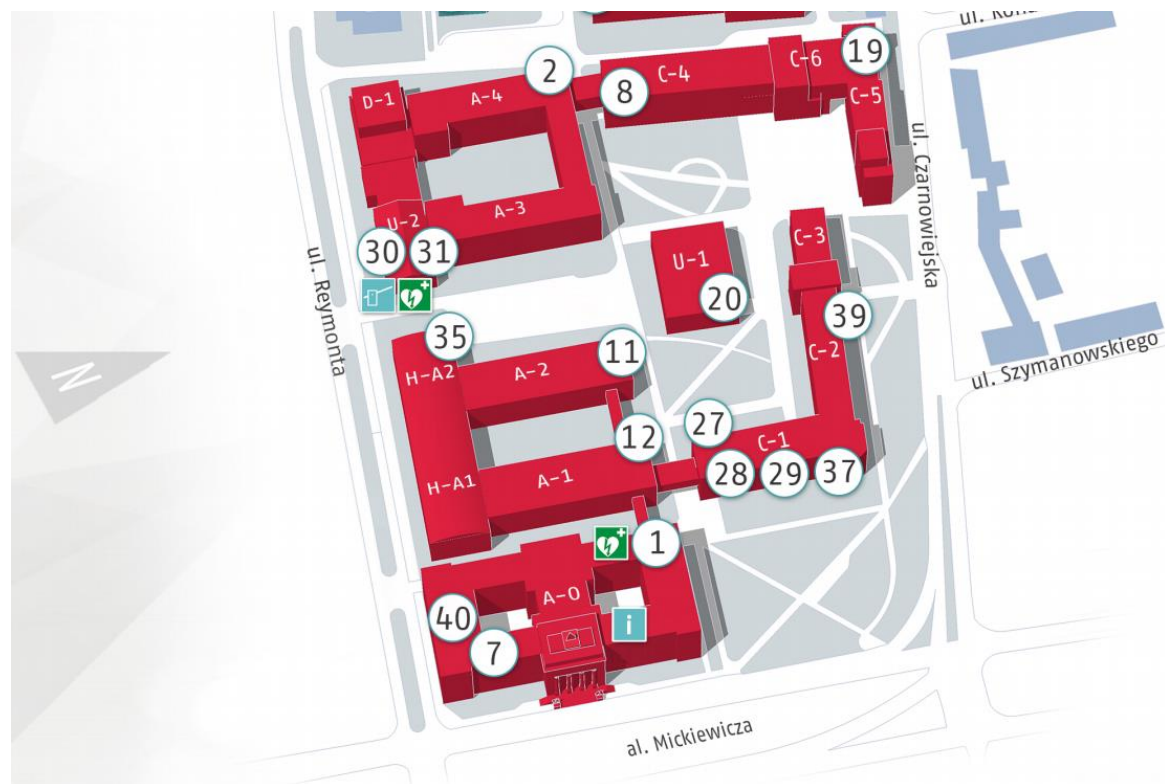 ul. Rona
2
19
C-6
C-4
8
D-1
A-4
C-5
ul. Czarnowiejska
A-3
U-2
C-3
30
31
U-1
ul. Reymonta
20
39
35
11
C-2
ul. Szymanowskiego
H-A2
A-2
N
27
12
C-1
H-A1
A-1
28
29
37
1
A-0
40
i
7
al. Mickiewicza